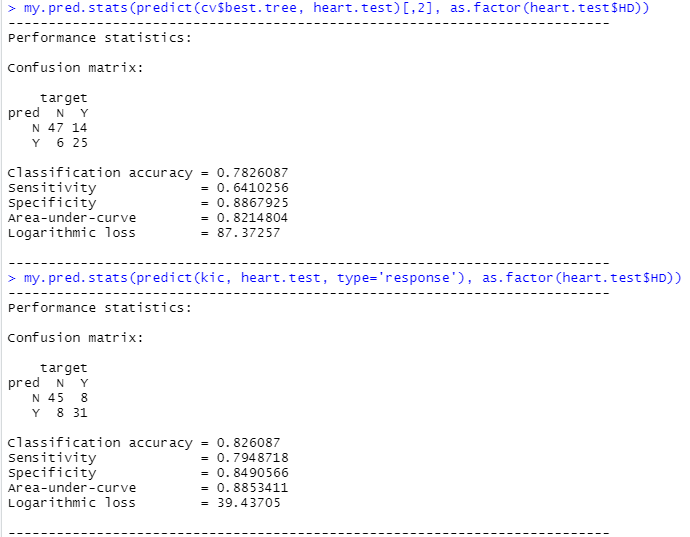 > my.pred.stats(predict(cv$best.tree, heart.test)[,2], as.factor(heart.test$HD))
---------------------------------------------------------------------------
Performance statistics:

Confusion matrix:

    target
pred  N  Y
   N 47 14
   Y  6 25

Classification accuracy = 0.7826087
Sensitivity             = 0.6410256
Specificity             = 0.8867925
Area-under-curve        = 0.8214804
Logarithmic loss        = 87.37257

---------------------------------------------------------------------------
> my.pred.stats(predict(kic, heart.test, type='response'), as.factor(heart.test$HD))
---------------------------------------------------------------------------
Performance statistics:

Confusion matrix:

    target
pred  N  Y
   N 45  8
   Y  8 31

Classification accuracy = 0.826087
Sensitivity             = 0.7948718
Specificity             = 0.8490566
Area-under-curve        = 0.8853411
Logarithmic loss        = 39.43705

---------------------------------------------------------------------------